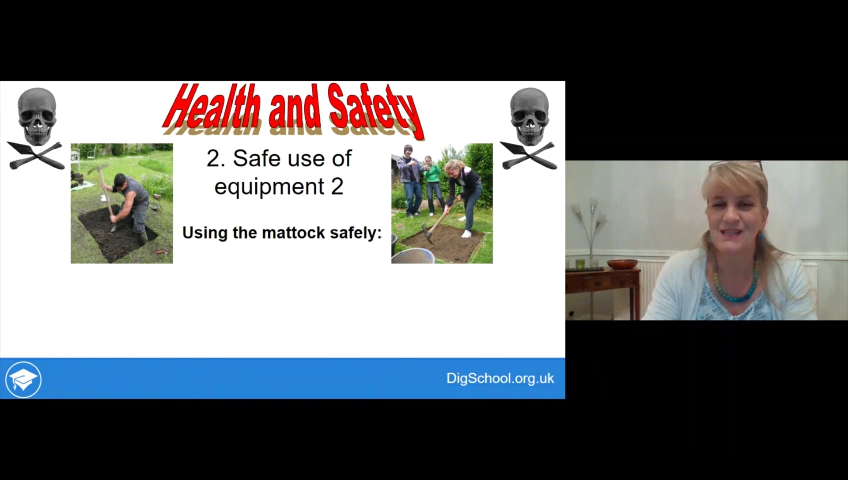 Health and Safety
2. Safe use of
equipment 2
Using the mattock safely:
DigSchool.org.uk